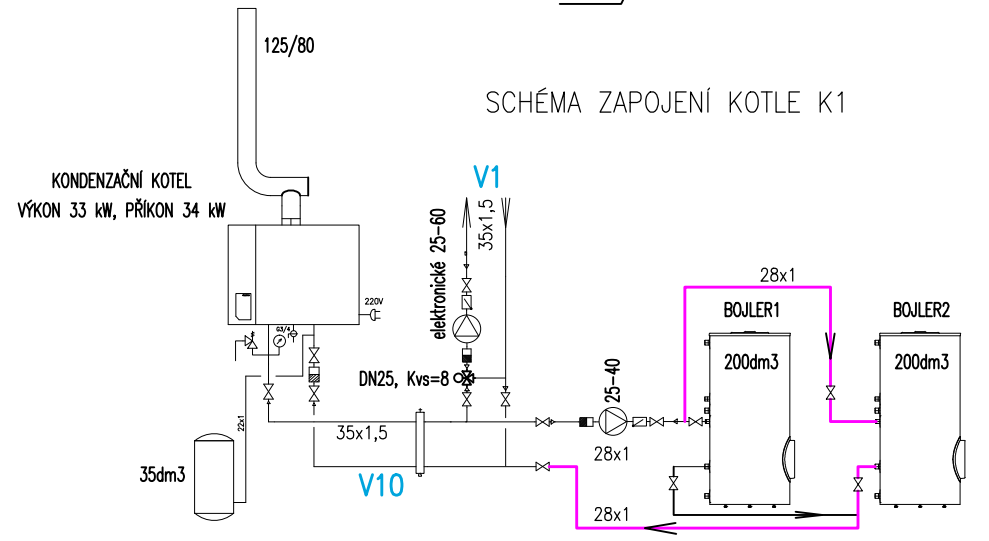 125/80
SCHÉMA ZAPOJENÍ KOTLE K1
KONDENZAČNÍ KOTEL
VÝKON 33 kW, PŘÍKON 34 kW
V1
35x1,5
elektronické 25-60
28x1
220V
G3/4
BOJLER1
BOJLER2
200dm3
200dm3
DN25, Kvs=8
25-40
22x1
35x1,5
28x1
35dm3
V10
28x1